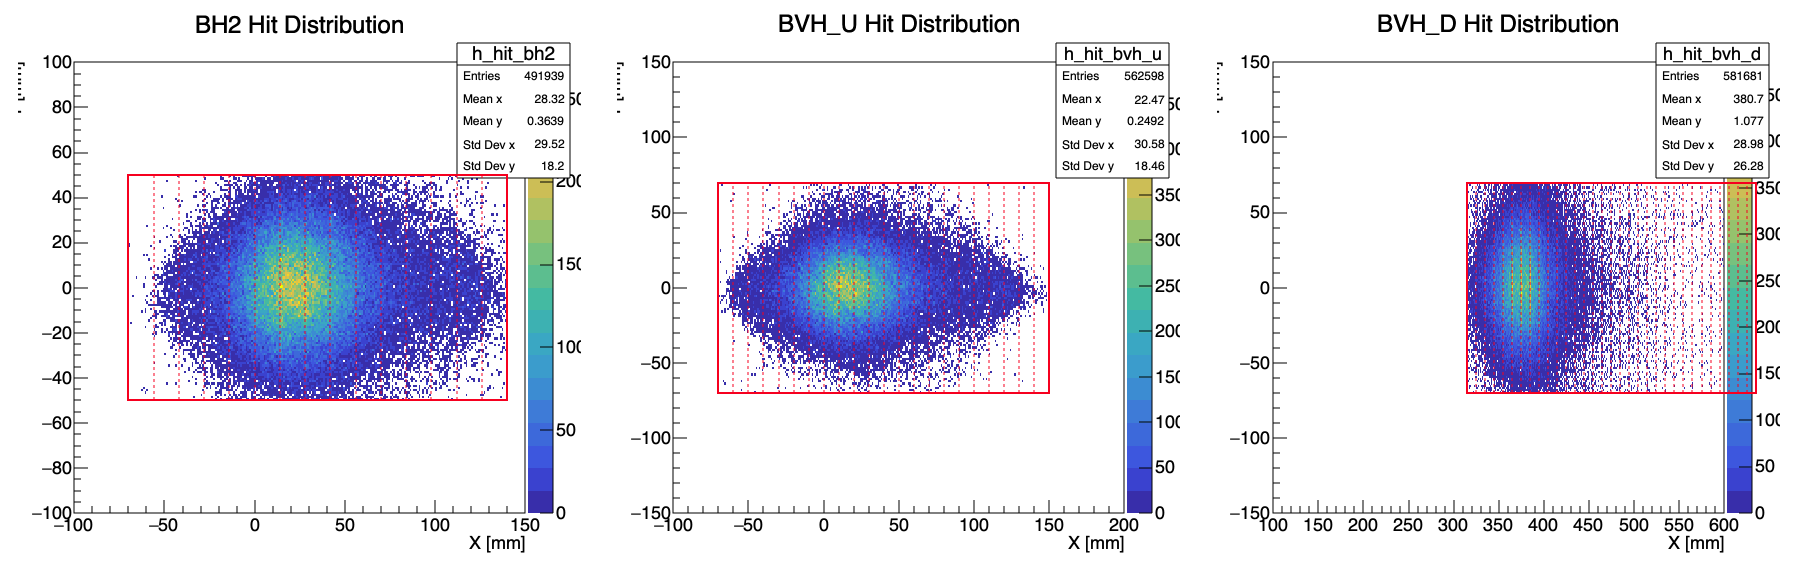 BH2 Hit Distribution
h_hit_bh2
Entries 491939
Mean x 28.32
Mean y 0.3639
Std Dev x 29.52
Std Dev y 18.2
100
80
60
40
20
0
−20
−40
−60
−80
−100
−100 −50 0 50 100 150
X [mm]
200
150
100
50
0
BVH_U Hit Distribution
h_hit_bvh_u
Entries 562598
Mean x 22.47
Mean y 0.2492
Std Dev x 30.58
Std Dev y 18.46
150
100
50
0
−50
−100
−150
−100 −50 0 50 100 150 200
X [mm]
350
300
250
200
150
100
50
0
BVH_D Hit Distribution
h_hit_bvh_d
Entries 581681
Mean x 380.7
Mean y 1.077
Std Dev x 28.98
Std Dev y 26.28
150
100
50
0
−50
−100
−150
100 150 200 250 300 350 400 450 500 550 600
X [mm]
350
300
250
200
150
100
50
0